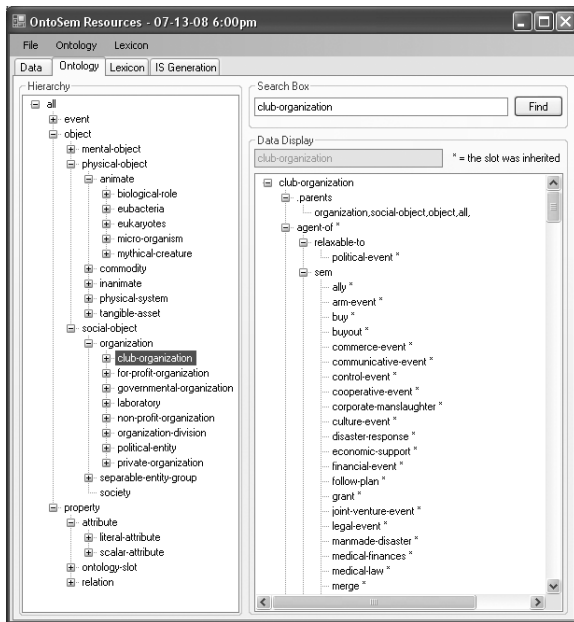 OntoSem Resources - 07-13-08 6:00pm
File Ontology Lexicon
Data Ontology Lexicon IS Generation
Hierarchy
all
event
object
mental-object
physical-object
animate
biological-role
eubacteria
eukaryotes
micro-organism
mythical-creature
commodity
inanimate
physical-system
tangible-asset
social-object
organization
club-organization
for-profit-organization
governmental-organization
laboratory
non-profit-organization
organization-division
political-entity
private-organization
separable-entity-group
society
property
attribute
literal-attribute
scalar-attribute
ontology-slot
relation
Search Box
club-organization Find
Data Display
club-organization * = the slot was inherited
club-organization
.parents
organization,social-object,object,all,
agent-of *
relaxable-to
political-event *
sem
ally *
arm-event *
buy *
buyout *
commerce-event *
communicative-event *
control-event *
cooperative-event *
corporate-manslaughter *
culture-event *
disaster-response *
economic-support *
financial-event *
follow-plan *
grant *
joint-venture-event *
legal-event *
manmade-disaster *
medical-finances *
medical-law *
merge *